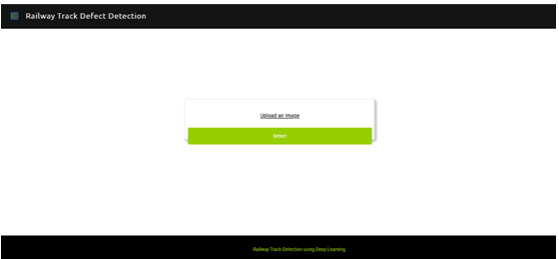 Railway Track Defect Detection
Upload an Image
Detect
Railway Track Detection using Deep Learning